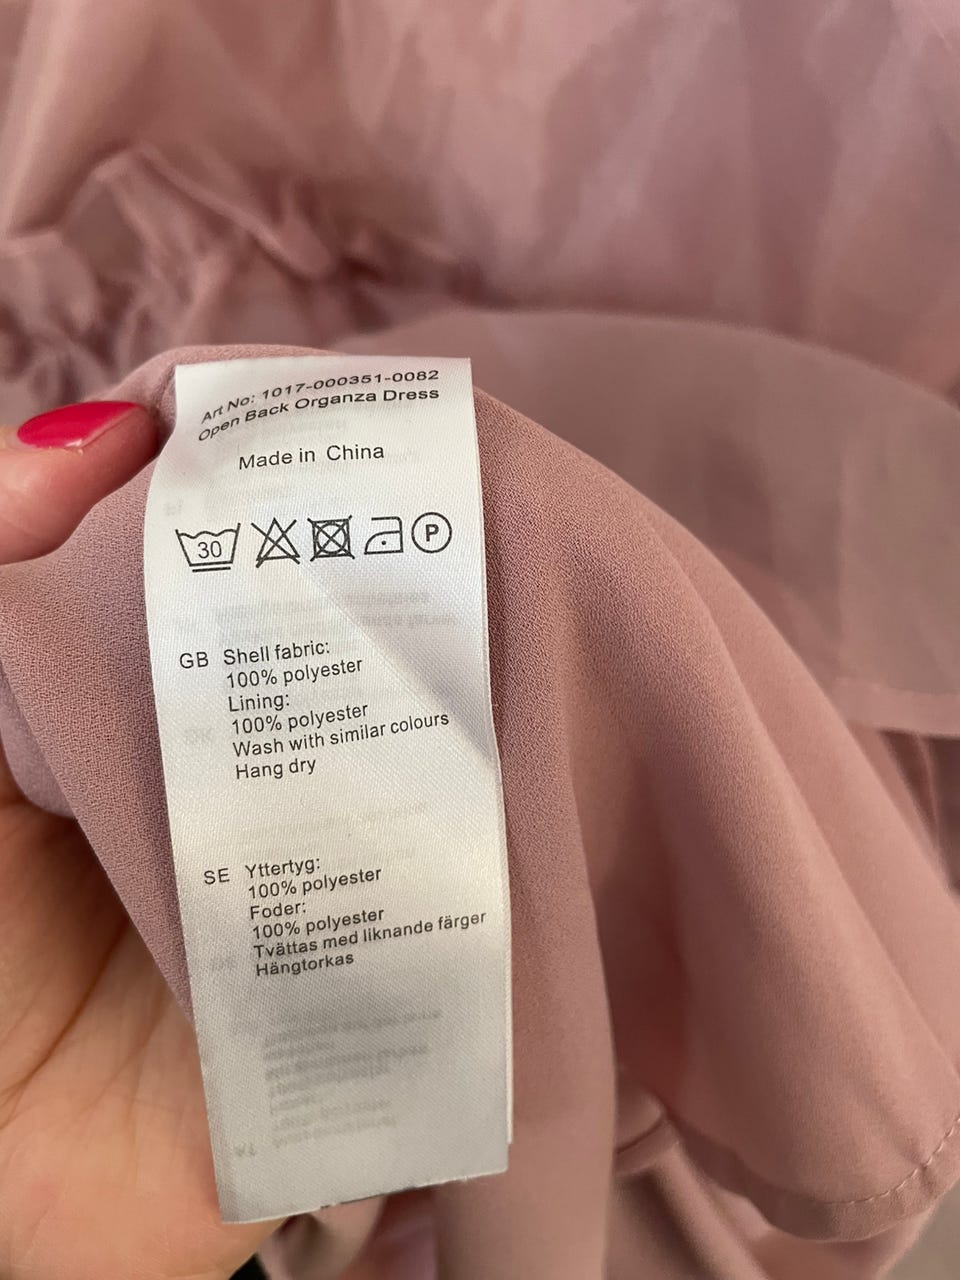 Art No: 1017-000351-0082
Open Back Organza Dress
Made in China
30 P
GB Shell fabric:
100% polyester
Lining:
100% polyester
Wash with similar colours
Hang dry
SE Yttertyg:
100% polyester
Foder:
100% polyester
Tvättas med liknande färger
Hängtorkas